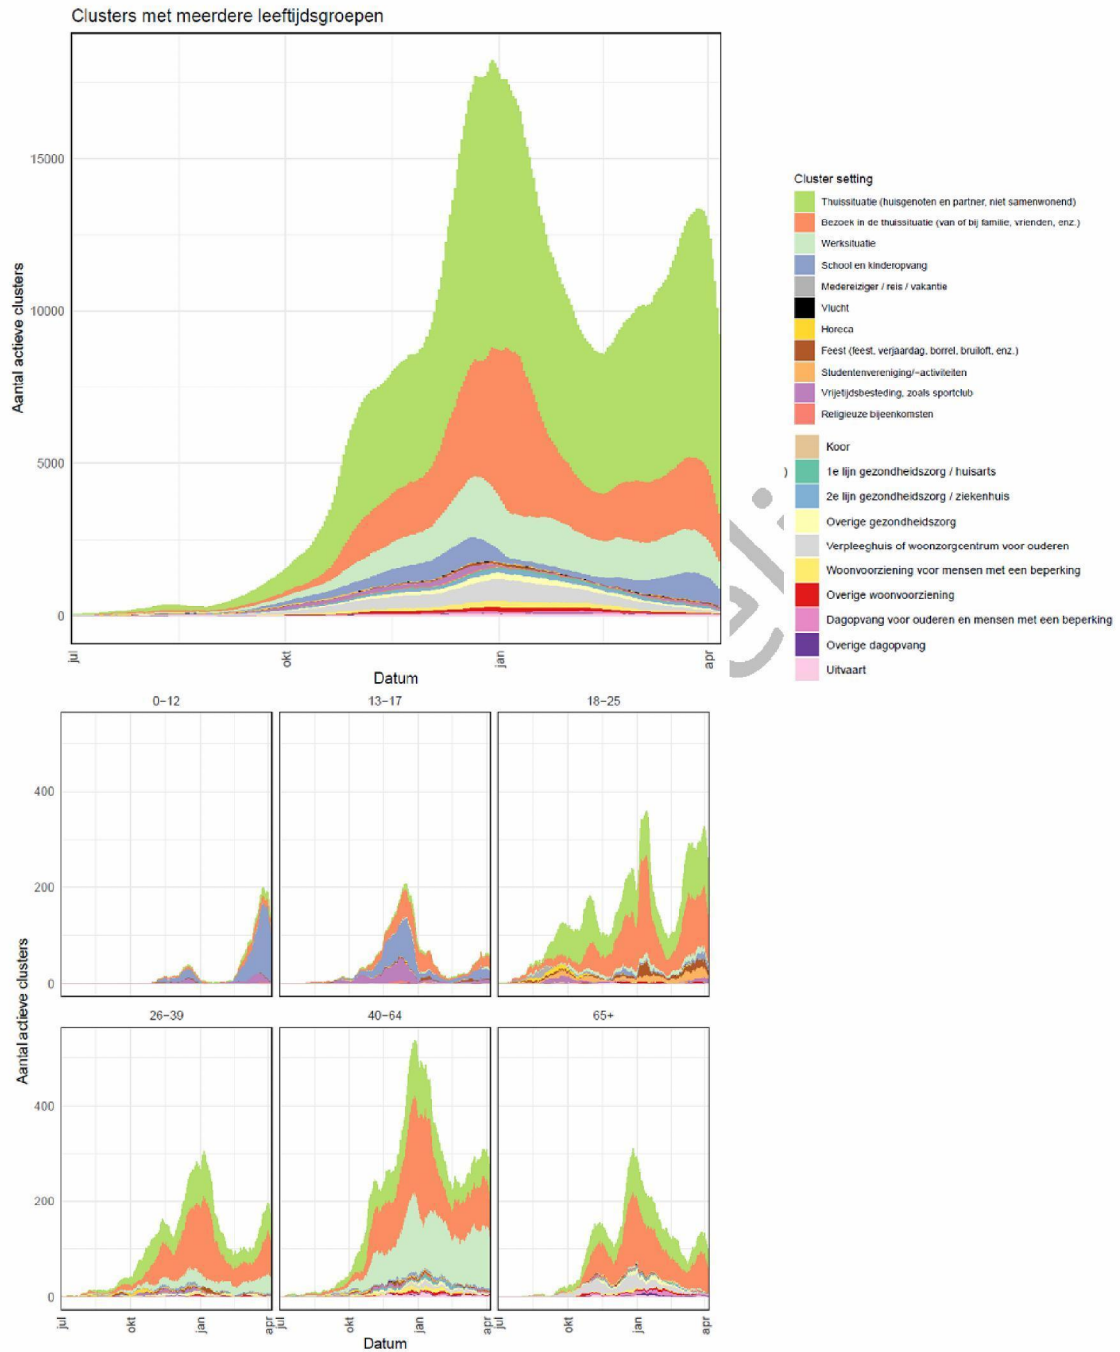 Clusters met meerdere leeftijdsgroepen
15000
10000
5000
0
Aantal actieve clusters
jul
okt
jan
apr
Datum
Cluster setting
Thuissituatie (huisgenoten en partner, niet samenwonend)
Bezoek in de thuissituatie (van of bij familie, vrienden, enz.)
Werksituatie
School en kinderopvang
Medereiziger / reis / vakantie
Vlucht
Horeca
Feest (feest, verjaardag, borrel, bruiloft, enz.)
Studentenvereniging/-activiteiten
Vrijetijdsbesteding, zoals sportclub
Religieuze bijeenkomsten
Koor
)
1e lijn gezondheidszorg / huisarts
2e lijn gezondheidszorg / ziekenhuis
Overige gezondheidszorg
Verpleeghuis of woonzorgcentrum voor ouderen
Woonvoorziening voor mensen met een beperking
Overige woonvoorziening
Dagopvang voor ouderen en mensen met een beperking
Overige dagopvang
Uitvaart
0-12
13-17
18-25
400
200
0
Aantal actieve clusters
26-39
40-64
65+
400
200
0
jul
okt
jan
apr
jul
okt
jan
apr
jul
okt
jan
apr
Datum